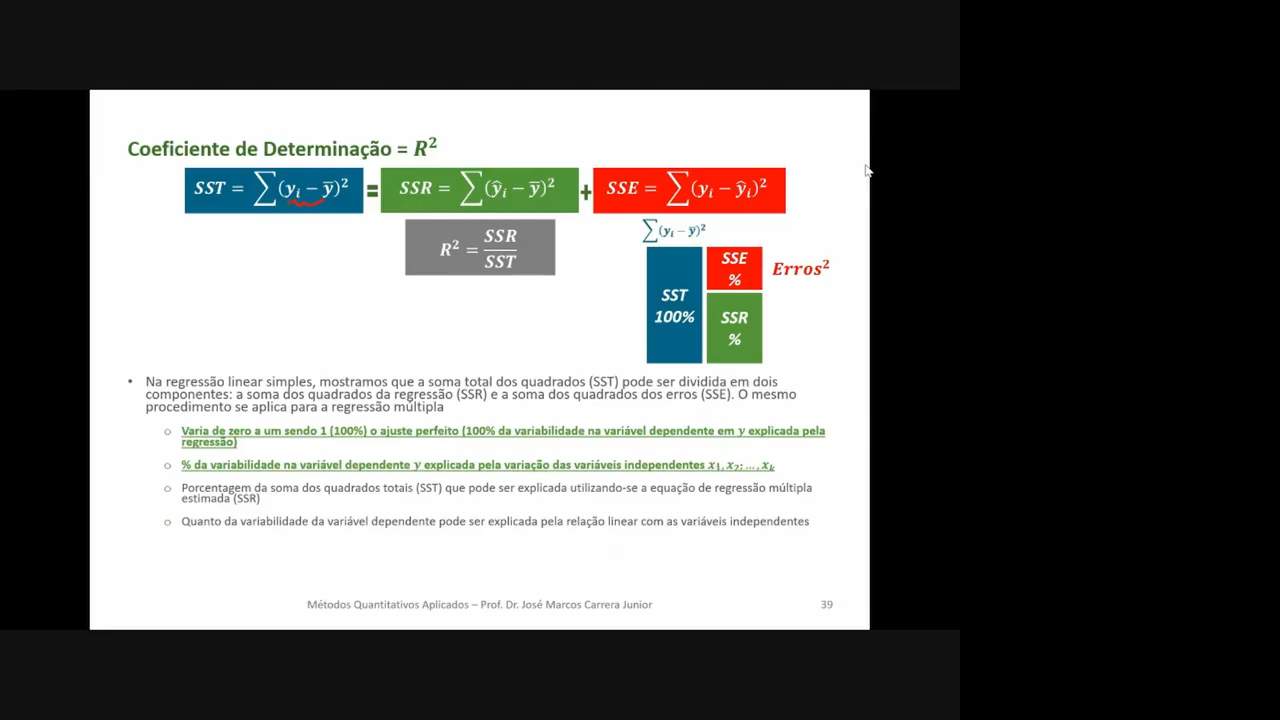 Coeficiente de Determinação = R²
SST = ∑(yᵢ − ȳ)² = SSR = ∑(ŷᵢ − ȳ)² + SSE = ∑(yᵢ − ŷᵢ)²
R² = SSR/SST
∑(yᵢ − ȳ)²
SST
100%
SSE
%
Erros²
SSR
%
• Na regressão linear simples, mostramos que a soma total dos quadrados (SST) pode ser dividida em dois
componentes: a soma dos quadrados da regressão (SSR) e a soma dos quadrados dos erros (SSE). O mesmo
procedimento se aplica para a regressão múltipla
o Varia de zero a um sendo 1 (100%) o ajuste perfeito (100% da variabilidade na variável dependente em y explicada pela
regressão)
o % da variabilidade na variável dependente y explicada pela variação das variáveis independentes x₁, x₂; …, xₖ
o Porcentagem da soma dos quadrados totais (SST) que pode ser explicada utilizando-se a equação de regressão múltipla
estimada (SSR)
o Quanto da variabilidade da variável dependente pode ser explicada pela relação linear com as variáveis independentes
Métodos Quantitativos Aplicados – Prof. Dr. José Marcos Carrera Junior
39